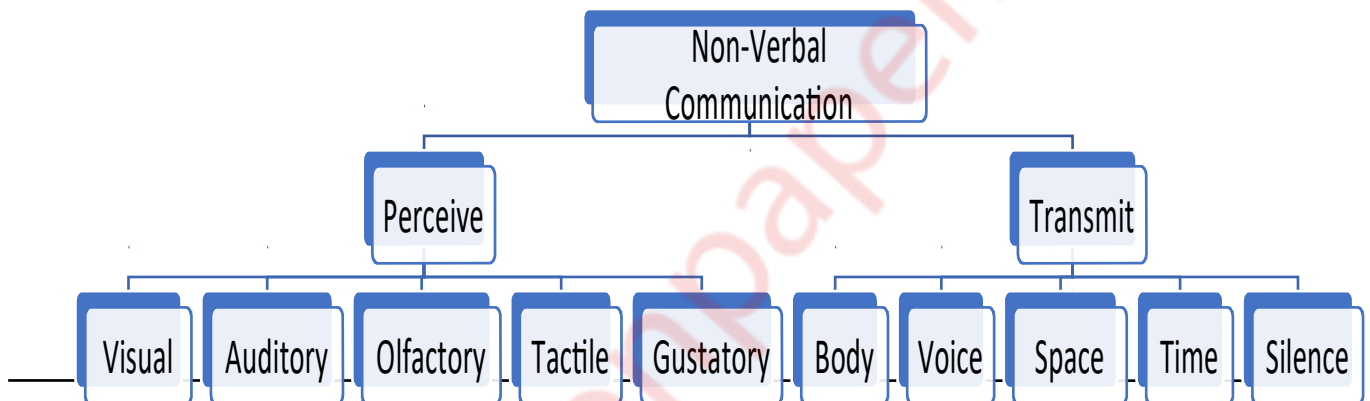 Non-Verbal
Communication
Perceive
Transmit
Visual
Auditory
Olfactory
Tactile
Gustatory
Body
Voice
Space
Time
Silence